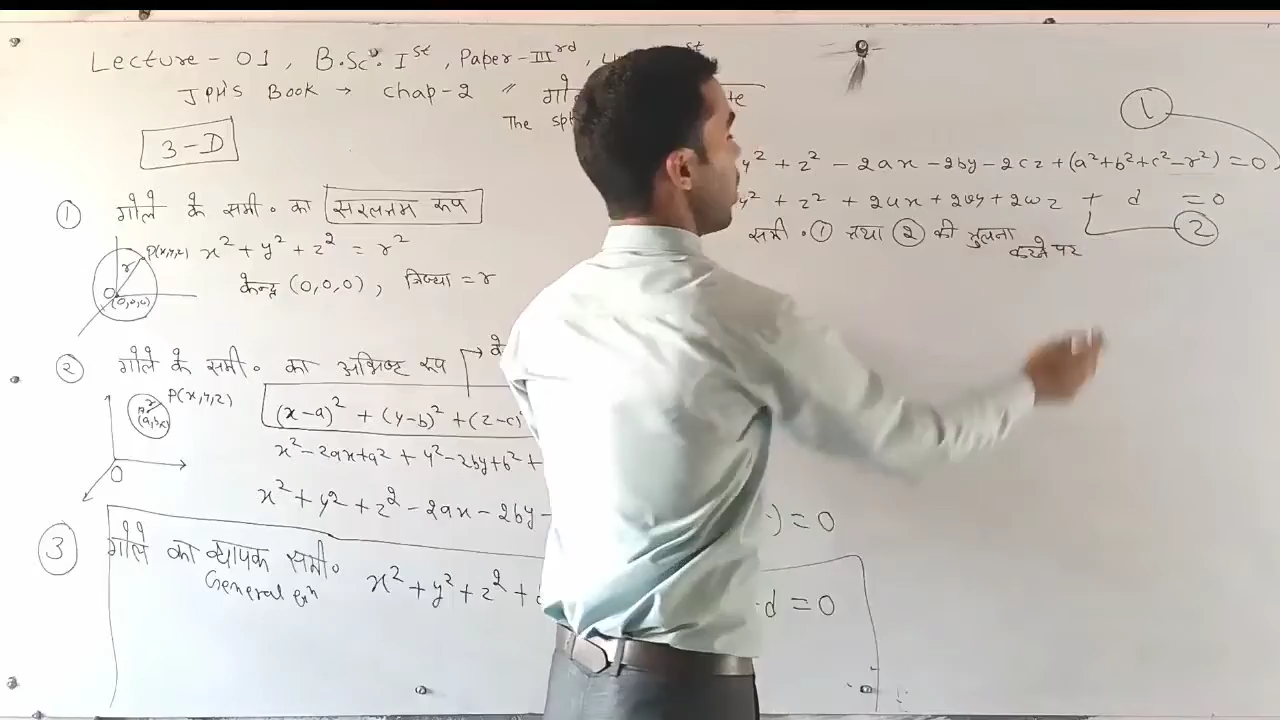 Lecture - 01, B.Sc. Iˢᵗ, Paper-IIIʳᵈ,
JPH'S Book → chap-2 "
The
3-D
① गोले के समी० का सरलतम रूप
P(x,y,z) x² + y² + z² = r²
r
केन्द्र (0,0,0), त्रिज्या = r
O
(0,0,0)
② गोले के समी० का अभिष्ट रूप
r P(x,y,z)
(x-a)² + (y-b)² + (z-c)
x²-2ax+a² + y²-2by+b² +
O
x² + y² + z² - 2ax - 2by - ) = 0
③ गोले का व्यापक समी०
General eqⁿ x² + y² + z² + d = 0
①
y² + z² - 2ax - 2by - 2cz + (a²+b²+c²-r²) = 0
y² + z² + 2ux + 2vy + 2wz + d = 0
②
समी० ① तथा ② की तुलना
करने पर